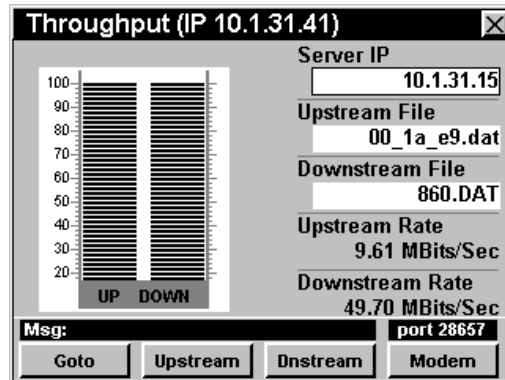 Throughput (IP 10.1.31.41)
Server IP
10.1.31.15
Upstream File
00_1a_e9.dat
Downstream File
860.DAT
Upstream Rate
9.61 MBits/Sec
Downstream Rate
49.70 MBits/Sec
100
90
80
70
60
50
40
30
20
UP DOWN
Msg: port 28657
Goto Upstream Dnstream Modem